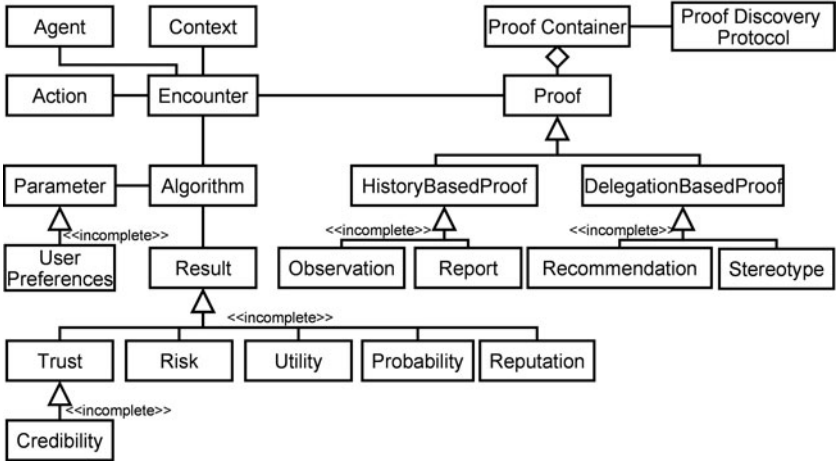 Agent
Context
Proof Container
Proof Discovery
Protocol
Action
Encounter
Proof
Parameter
Algorithm
HistoryBasedProof
DelegationBasedProof
<<incomplete>>
<<incomplete>>
<<incomplete>>
User
Preferences
Result
Observation
Report
Recommendation
Stereotype
<<incomplete>>
Trust
Risk
Utility
Probability
Reputation
<<incomplete>>
Credibility